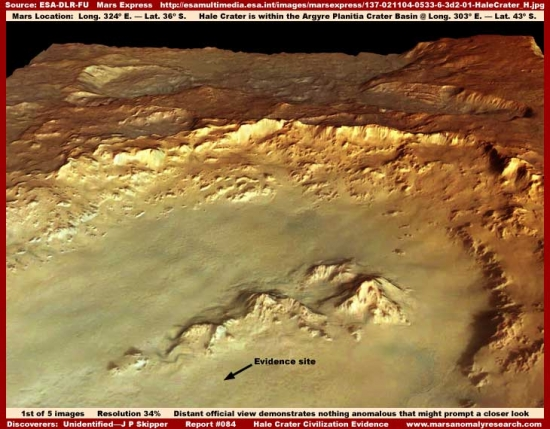 Source: ESA-DLR-FU Mars Express http://esamultimedia.esa.int/images/marsexpress/137-021104-0533-6-3d2-01-HaleCrater_H.jpg
Mars Location: Long. 324º E. — Lat. 36º S. Hale Crater is within the Argyre Planitia Crater Basin @ Long. 303º E. — Lat. 43º S.
Evidence site
1st of 5 images Resolution 34% Distant official view demonstrates nothing anomalous that might prompt a closer look
Discoverers: Unidentified—J P Skipper Report #084 Hale Crater Civilization Evidence www.marsanomalyresearch.com